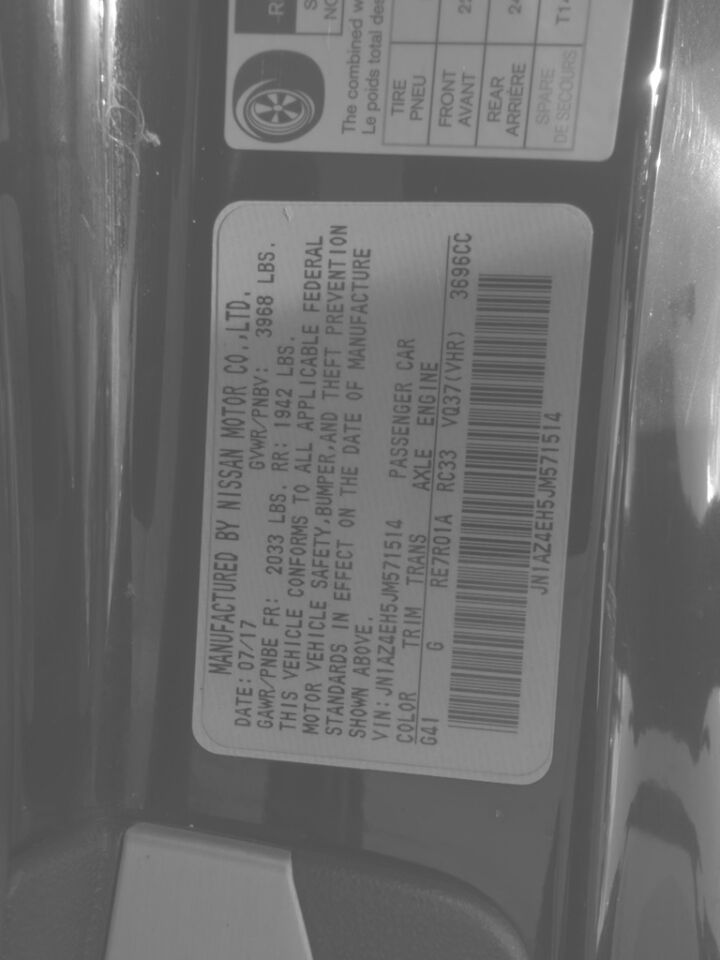 The combined w
Le poids total des
TIRE
PNEU
FRONT
AVANT
REAR
ARRIÈRE
SPARE
DE SECOURS
MANUFACTURED BY NISSAN MOTOR CO.,LTD.
DATE: 07/17 GVWR/PNBV: 3968 LBS.
GAWR/PNBE FR: 2033 LBS. RR: 1942 LBS.
THIS VEHICLE CONFORMS TO ALL APPLICABLE FEDERAL
MOTOR VEHICLE SAFETY,BUMPER,AND THEFT PREVENTION
STANDARDS IN EFFECT ON THE DATE OF MANUFACTURE
SHOWN ABOVE.
VIN: JN1AZ4EH5JM571514 PASSENGER CAR
COLOR TRIM TRANS AXLE ENGINE
G41 G RE7R01A RC33 VQ37(VHR) 3696CC
JN1AZ4EH5JM571514